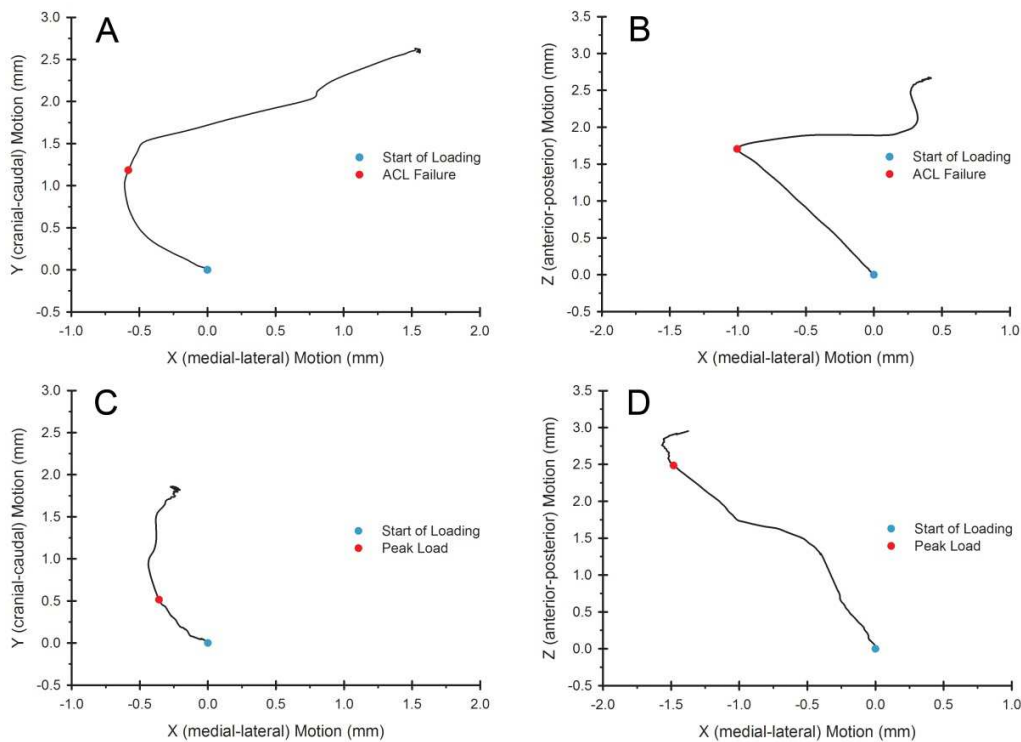 A
3.0
2.5
2.0
1.5
1.0
0.5
0.0
-0.5
Y (cranial-caudal) Motion (mm)
Start of Loading
ACL Failure
-1.0 -0.5 0.0 0.5 1.0 1.5 2.0
X (medial-lateral) Motion (mm)
B
3.5
3.0
2.5
2.0
1.5
1.0
0.5
0.0
-0.5
Z (anterior-posterior) Motion (mm)
Start of Loading
ACL Failure
-2.0 -1.5 -1.0 -0.5 0.0 0.5 1.0
X (medial-lateral) Motion (mm)
C
3.0
2.5
2.0
1.5
1.0
0.5
0.0
-0.5
Y (cranial-caudal) Motion (mm)
Start of Loading
Peak Load
-1.0 -0.5 0.0 0.5 1.0 1.5 2.0
X (medial-lateral) Motion (mm)
D
3.5
3.0
2.5
2.0
1.5
1.0
0.5
0.0
-0.5
Z (anterior-posterior) Motion (mm)
Start of Loading
Peak Load
-2.0 -1.5 -1.0 -0.5 0.0 0.5 1.0
X (medial-lateral) Motion (mm)